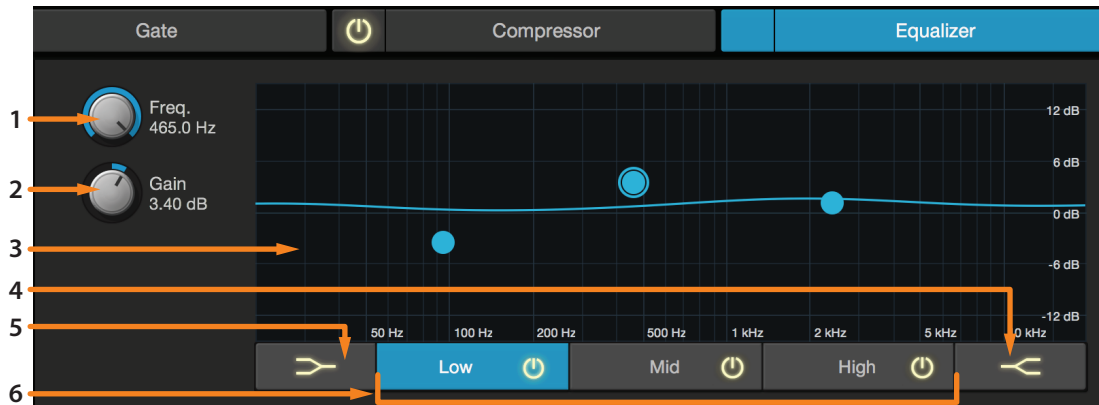 Gate
Compressor
Equalizer
1
Freq.
465.0 Hz
12 dB
6 dB
2
Gain
3.40 dB
0 dB
3
-6 dB
4
-12 dB
5
50 Hz 100 Hz 200 Hz 500 Hz 1 kHz 2 kHz 5 kHz 0 kHz
Low Mid High
6